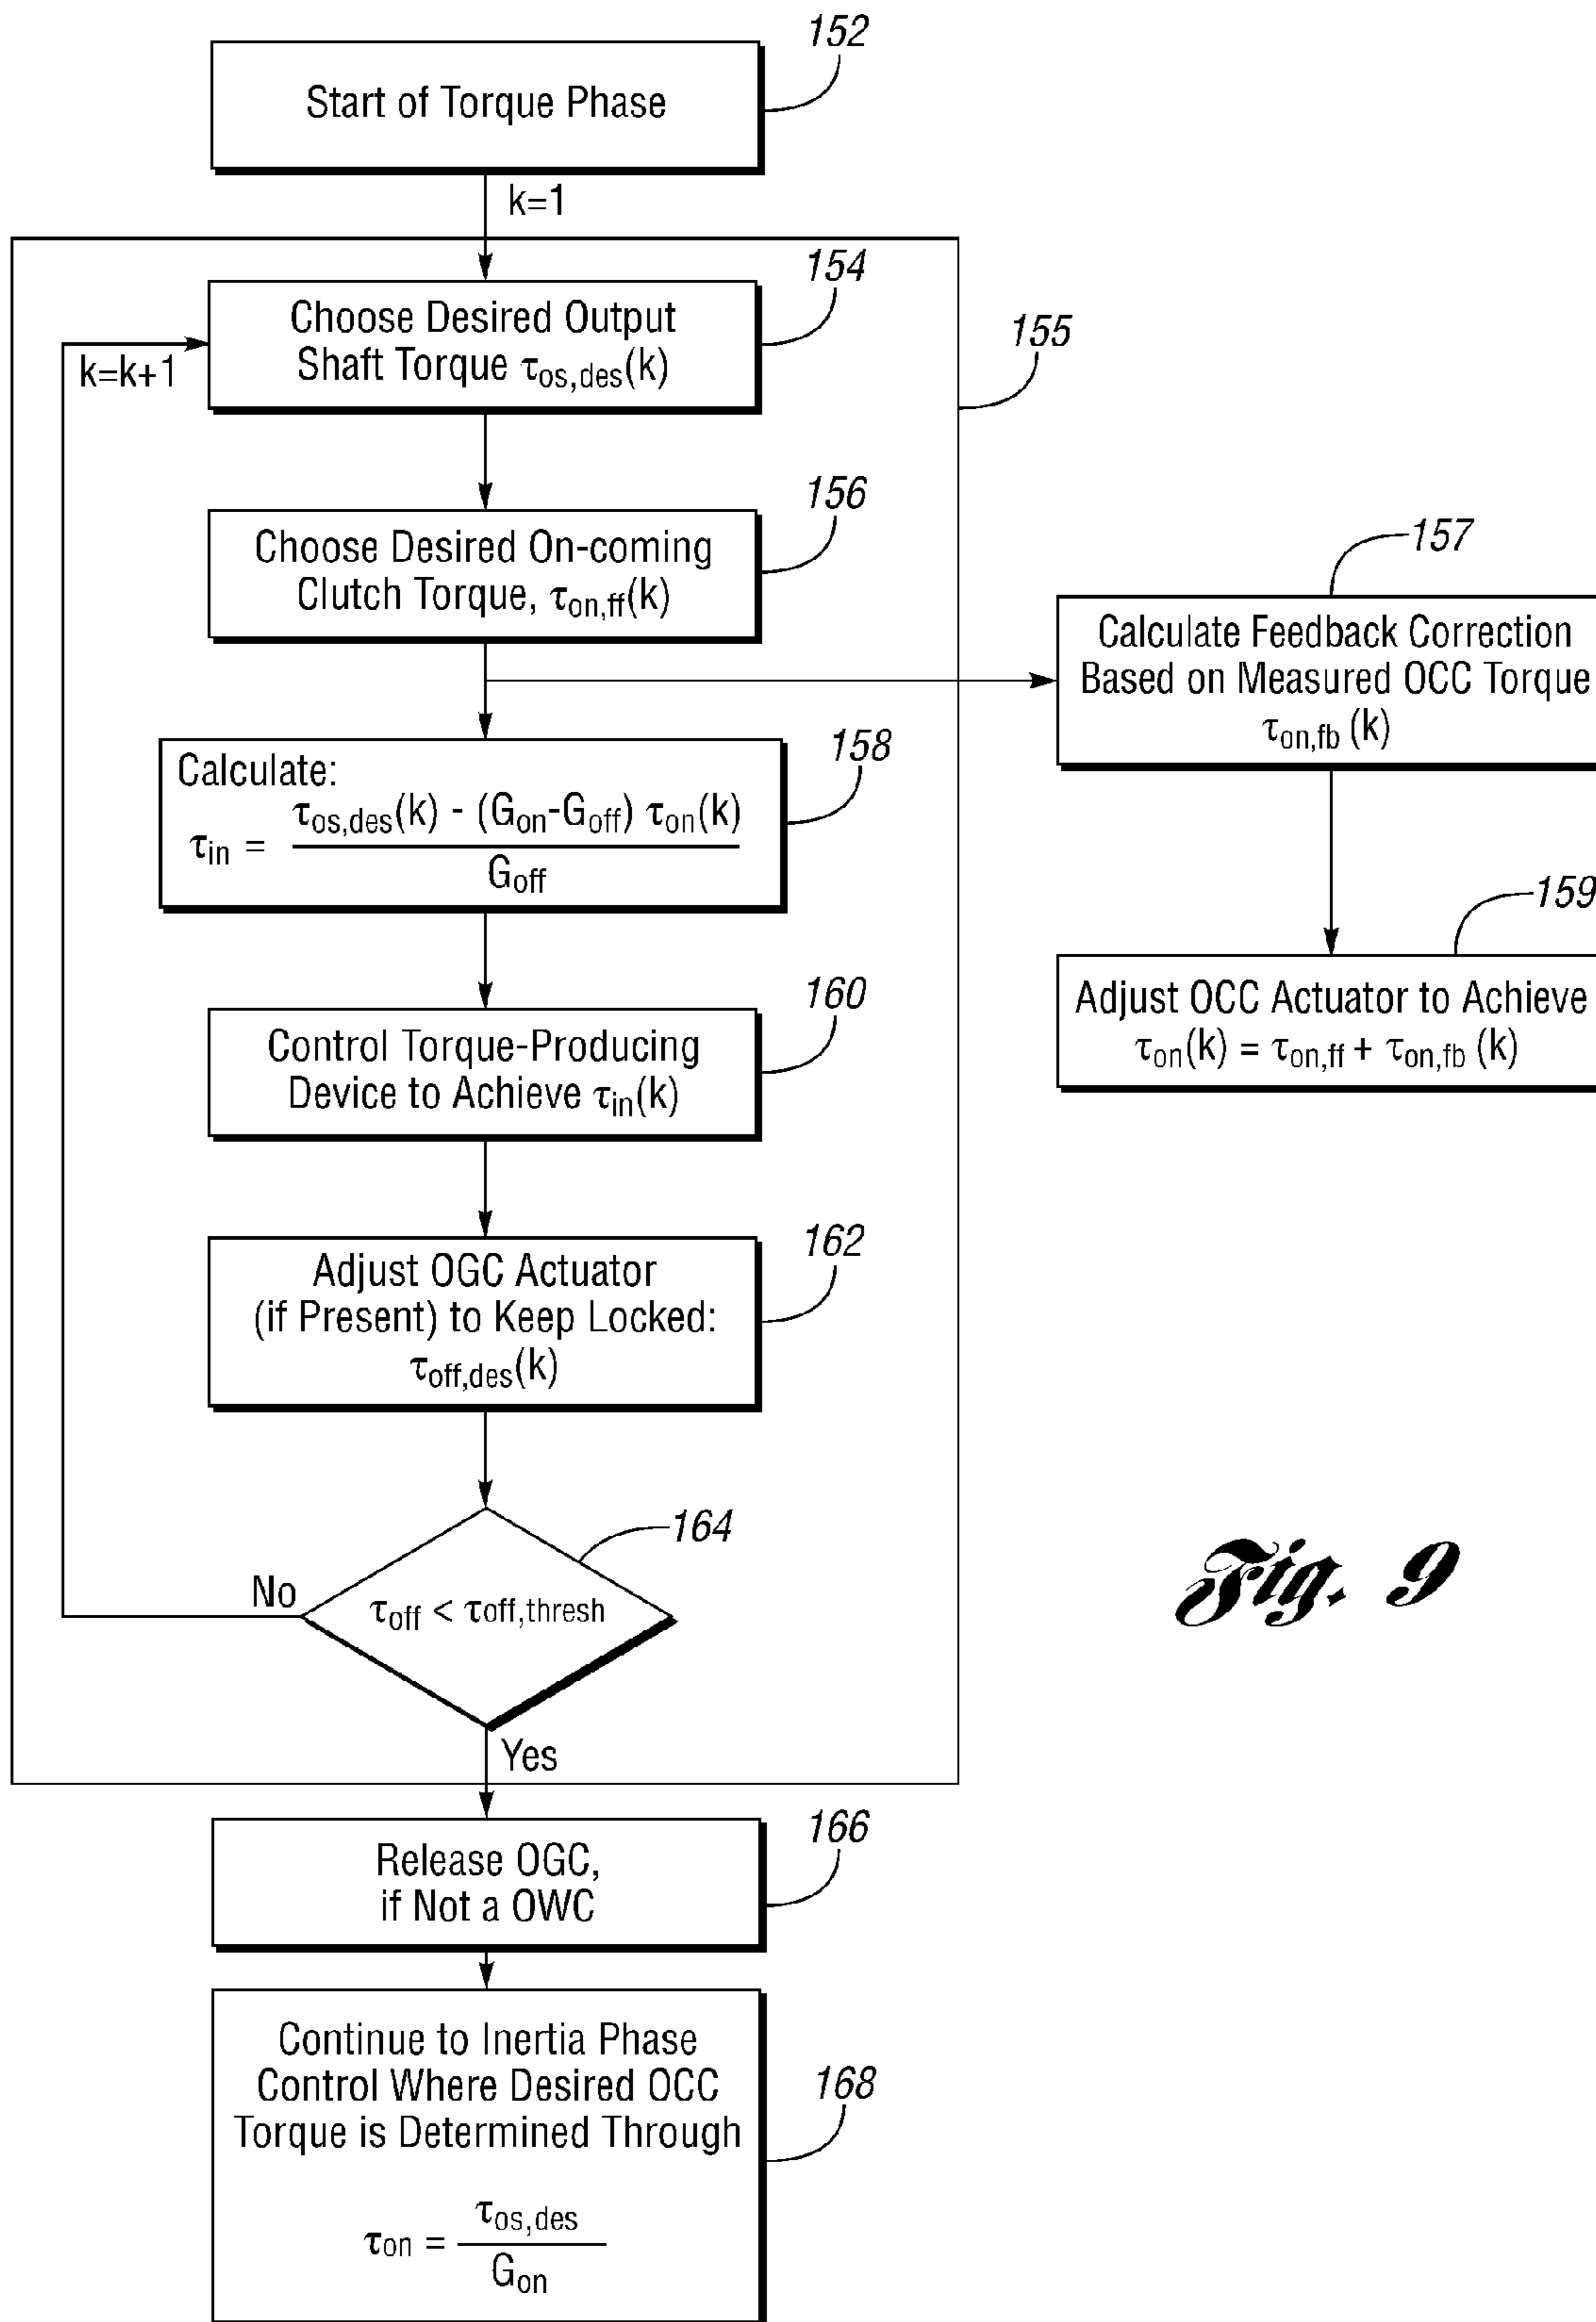 152
Start of Torque Phase
k=1
154
Choose Desired Output
Shaft Torque τos,des(k)
k=k+1
155
156
Choose Desired On-coming
Clutch Torque, τon,ff(k)
157
Calculate Feedback Correction
Based on Measured OCC Torque
τon,fb (k)
158
Calculate:
τin = τos,des(k) - (Gon-Goff) τon(k)
Goff
159
Adjust OCC Actuator to Achieve
τon(k) = τon,ff + τon,fb (k)
160
Control Torque-Producing
Device to Achieve τin(k)
162
Adjust OGC Actuator
(if Present) to Keep Locked:
τoff,des(k)
164
No
τoff < τoff,thresh
Yes
Fig. 9
166
Release OGC,
if Not a OWC
168
Continue to Inertia Phase
Control Where Desired OCC
Torque is Determined Through
τon = τos,des
Gon